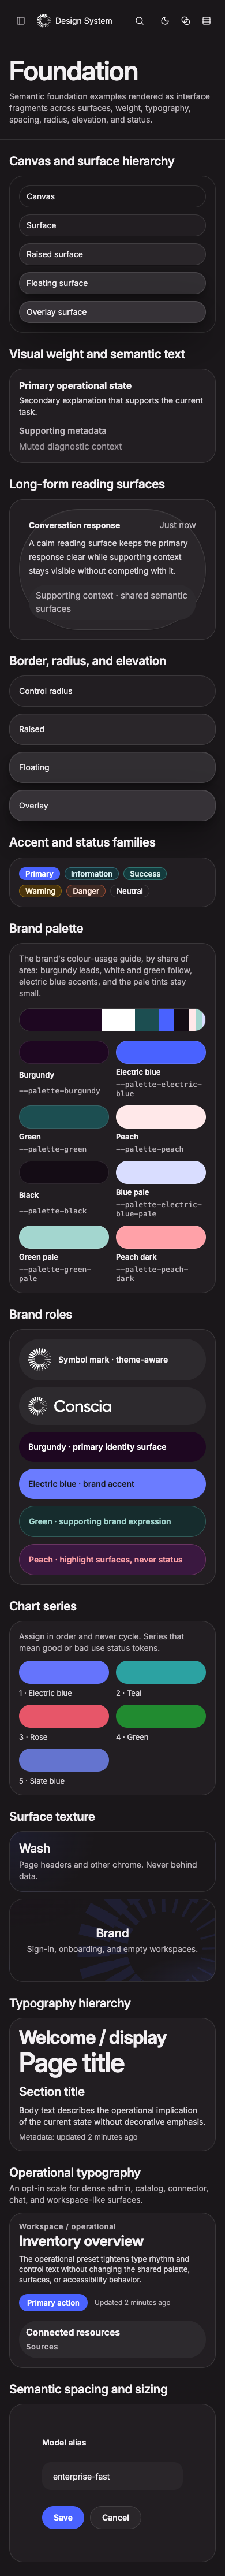 Design System
Foundation
Semantic foundation examples rendered as interface
fragments across surfaces, weight, typography,
spacing, radius, elevation, and status.
Canvas and surface hierarchy
Canvas
Surface
Raised surface
Floating surface
Overlay surface
Visual weight and semantic text
Primary operational state
Secondary explanation that supports the current
task.
Supporting metadata
Muted diagnostic context
Long-form reading surfaces
Conversation response
Just now
A calm reading surface keeps the primary
response clear while supporting context
stays visible without competing with it.
Supporting context · shared semantic
surfaces
Border, radius, and elevation
Control radius
Raised
Floating
Overlay
Accent and status families
Primary
Information
Success
Warning
Danger
Neutral
Brand palette
The brand's colour-usage guide, by share of
area: burgundy leads, white and green follow,
electric blue accents, and the pale tints stay
small.
Burgundy
--palette-burgundy
Electric blue
--palette-electric-
blue
Green
--palette-green
Peach
--palette-peach
Black
--palette-black
Blue pale
--palette-electric-
blue-pale
Green pale
--palette-green-
pale
Peach dark
--palette-peach-
dark
Brand roles
Symbol mark · theme-aware
Conscia
Burgundy · primary identity surface
Electric blue · brand accent
Green · supporting brand expression
Peach · highlight surfaces, never status
Chart series
Assign in order and never cycle. Series that
mean good or bad use status tokens.
1 · Electric blue
2 · Teal
3 · Rose
4 · Green
5 · Slate blue
Surface texture
Wash
Page headers and other chrome. Never behind
data.
Brand
Sign-in, onboarding, and empty workspaces.
Typography hierarchy
Welcome / display
Page title
Section title
Body text describes the operational implication
of the current state without decorative emphasis.
Metadata: updated 2 minutes ago
Operational typography
An opt-in scale for dense admin, catalog, connector,
chat, and workspace-like surfaces.
Workspace / operational
Inventory overview
The operational preset tightens type rhythm and
control text without changing the shared palette,
surfaces, or accessibility behavior.
Primary action
Updated 2 minutes ago
Connected resources
Sources
Semantic spacing and sizing
Model alias
enterprise-fast
Save
Cancel